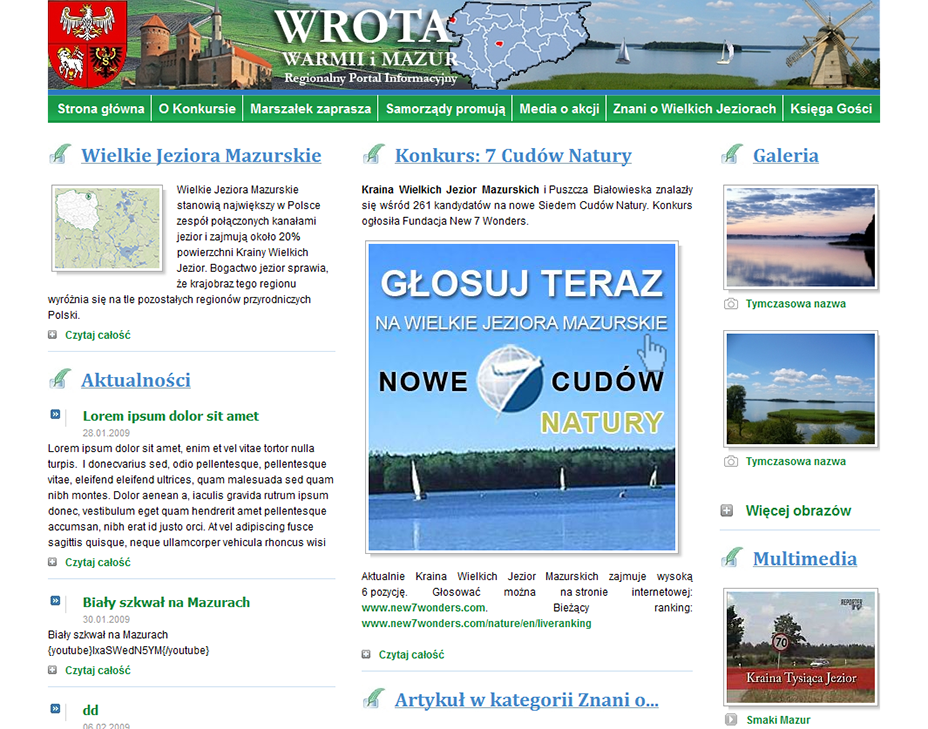 WROTA
WARMII i MAZUR
Regionalny Portal Informacyjny
Strona główna
O Konkursie
Marszałek zaprasza
Samorządy promują
Media o akcji
Znani o Wielkich Jeziorach
Księga Gości
Wielkie Jeziora Mazurskie
Wielkie Jeziora Mazurskie
stanowią największy w Polsce
zespół połączonych kanałami
jezior i zajmują około 20%
powierzchni Krainy Wielkich
Jezior. Bogactwo jezior sprawia,
że krajobraz tego regionu
wyróżnia się na tle pozostałych regionów przyrodniczych
Polski.
Czytaj całość
Aktualności
Lorem ipsum dolor sit amet
28.01.2009
Lorem ipsum dolor sit amet, enim et vel vitae tortor nulla
turpis. I donecvarius sed, odio pellentesque, pellentesque
vitae, eleifend eleifend ultrices, quam malesuada sed quam
nibh montes. Dolor aenean a, iaculis gravida rutrum ipsum
donec, vestibulum eget quam hendrerit amet pellentesque
accumsan, nibh erat id justo orci. At vel adipiscing fusce
sagittis quisque, neque ullamcorper vehicula rhoncus wisi
Czytaj całość
Biały szkwał na Mazurach
30.01.2009
Biały szkwał na Mazurach
{youtube}IxaSWedN5YM{/youtube}
Czytaj całość
dd
06.02.2009
Konkurs: 7 Cudów Natury
Kraina Wielkich Jezior Mazurskich i Puszcza Białowieska znalazły
się wśród 261 kandydatów na nowe Siedem Cudów Natury. Konkurs
ogłosiła Fundacja New 7 Wonders.
GŁOSUJ TERAZ
NA WIELKIE JEZIORA MAZURSKIE
NOWE CUDÓW
NATURY
Aktualnie Kraina Wielkich Jezior Mazurskich zajmuje wysoką
6 pozycję. Głosować można na stronie internetowej:
www.new7wonders.com. Bieżący ranking:
www.new7wonders.com/nature/en/liveranking
Czytaj całość
Artykuł w kategorii Znani o...
Galeria
Tymczasowa nazwa
Tymczasowa nazwa
Więcej obrazów
Multimedia
REPORTER
TV
70
Kraina Tysiąca Jezior
Smaki Mazur